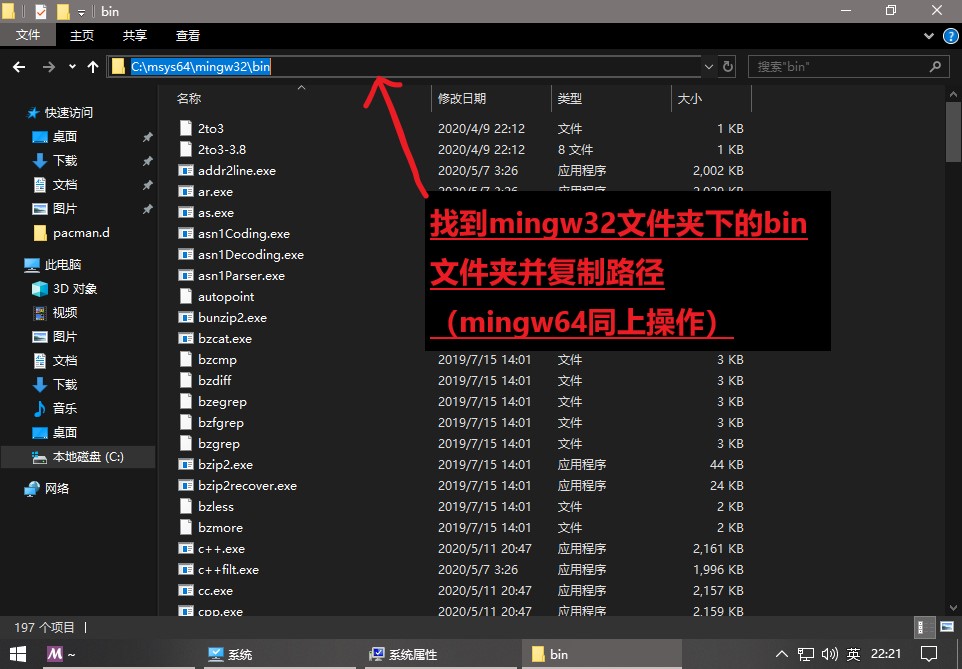 bin
文件 主页 共享 查看
C:\msys64\mingw32\bin 搜索"bin"
名称 修改日期 类型 大小
快速访问
桌面
下载
文档
图片
pacman.d
此电脑
3D 对象
视频
图片
文档
下载
音乐
桌面
本地磁盘 (C:)
网络
2to3 2020/4/9 22:12 文件 1 KB
2to3-3.8 2020/4/9 22:12 8 文件 1 KB
addr2line.exe 2020/5/7 3:26 应用程序 2,002 KB
ar.exe 2020/5/7 3:26 应用程序 2,029 KB
as.exe
asn1Coding.exe
asn1Decoding.exe
asn1Parser.exe
autopoint
bunzip2.exe
bzcat.exe
bzcmp 2019/7/15 14:01 文件 3 KB
bzdiff 2019/7/15 14:01 文件 3 KB
bzegrep 2019/7/15 14:01 文件 3 KB
bzfgrep 2019/7/15 14:01 文件 3 KB
bzgrep 2019/7/15 14:01 文件 3 KB
bzip2.exe 2019/7/15 14:01 应用程序 44 KB
bzip2recover.exe 2019/7/15 14:01 应用程序 24 KB
bzless 2019/7/15 14:01 文件 2 KB
bzmore 2019/7/15 14:01 文件 2 KB
c++.exe 2020/5/11 20:47 应用程序 2,161 KB
c++filt.exe 2020/5/7 3:26 应用程序 1,996 KB
cc.exe 2020/5/11 20:47 应用程序 2,157 KB
cpp.exe 2020/5/11 20:47 应用程序 2,159 KB
找到mingw32文件夹下的bin
文件夹并复制路径
（mingw64同上操作）
197 个项目
M ~ 系统 系统属性 bin 英 22:21